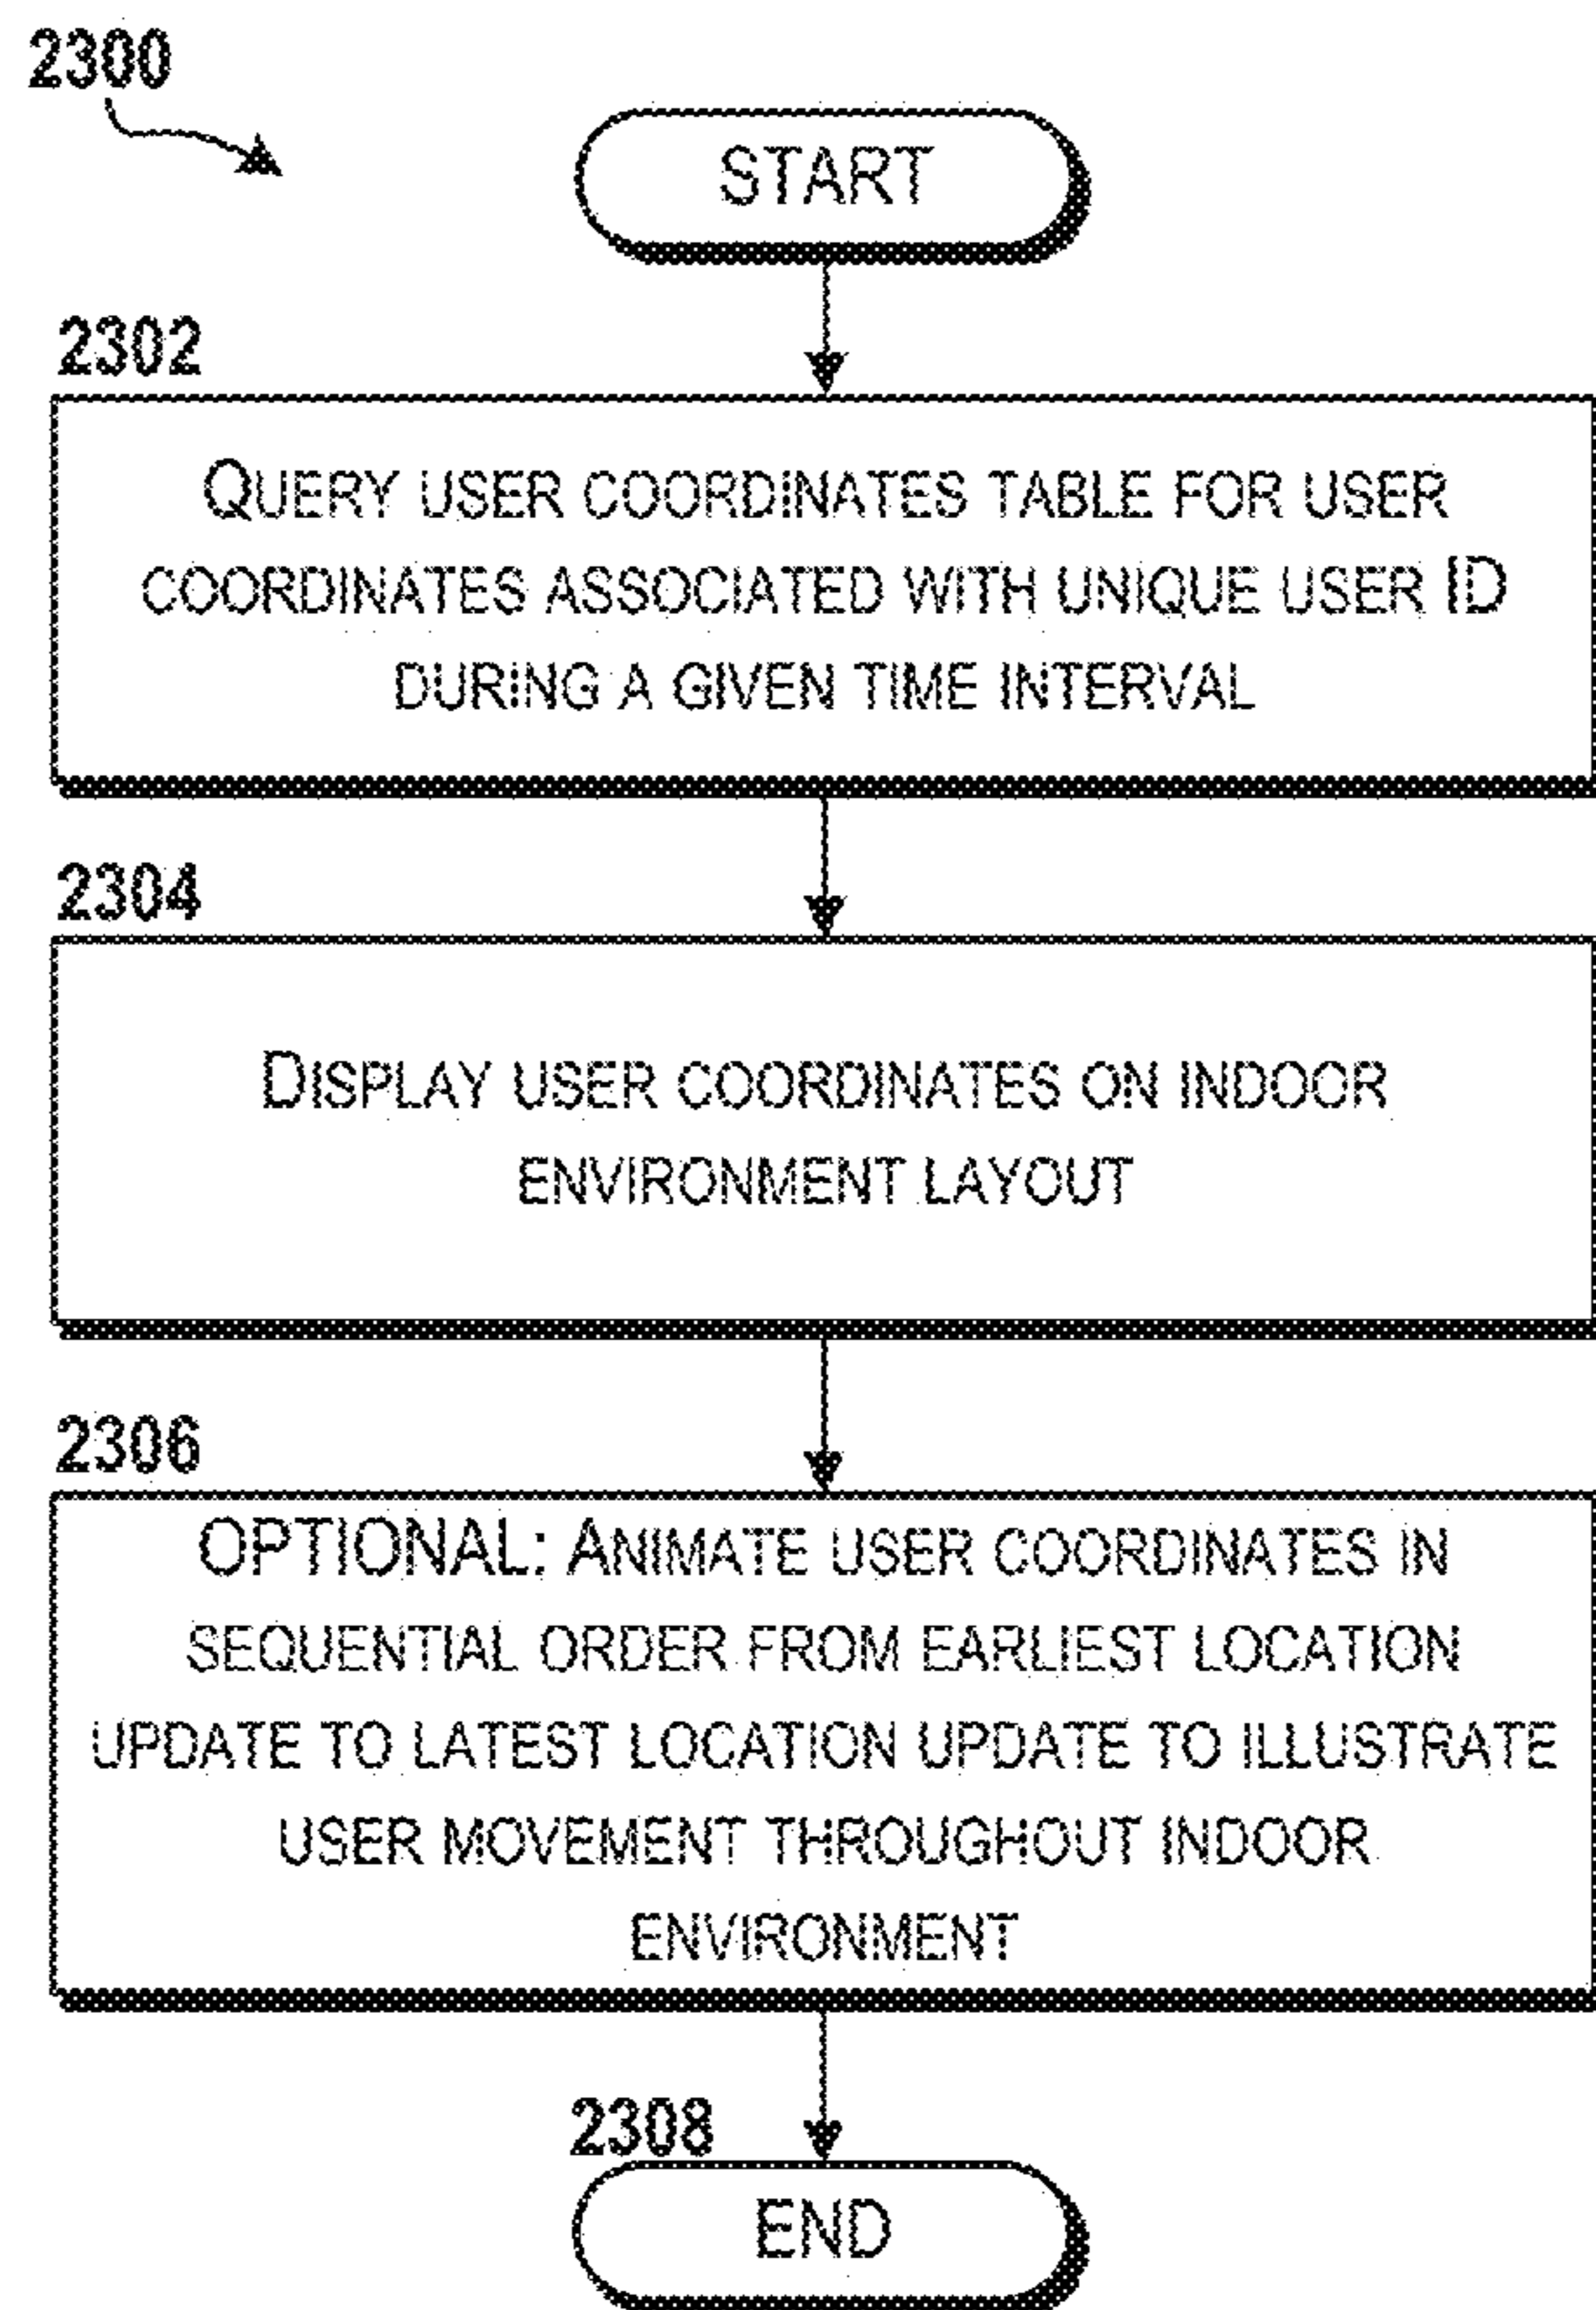 2300
START
2302
QUERY USER COORDINATES TABLE FOR USER
COORDINATES ASSOCIATED WITH UNIQUE USER ID
DURING A GIVEN TIME INTERVAL
2304
DISPLAY USER COORDINATES ON INDOOR
ENVIRONMENT LAYOUT
2306
OPTIONAL: ANIMATE USER COORDINATES IN
SEQUENTIAL ORDER FROM EARLIEST LOCATION
UPDATE TO LATEST LOCATION UPDATE TO ILLUSTRATE
USER MOVEMENT THROUGHOUT INDOOR
ENVIRONMENT
2308
END